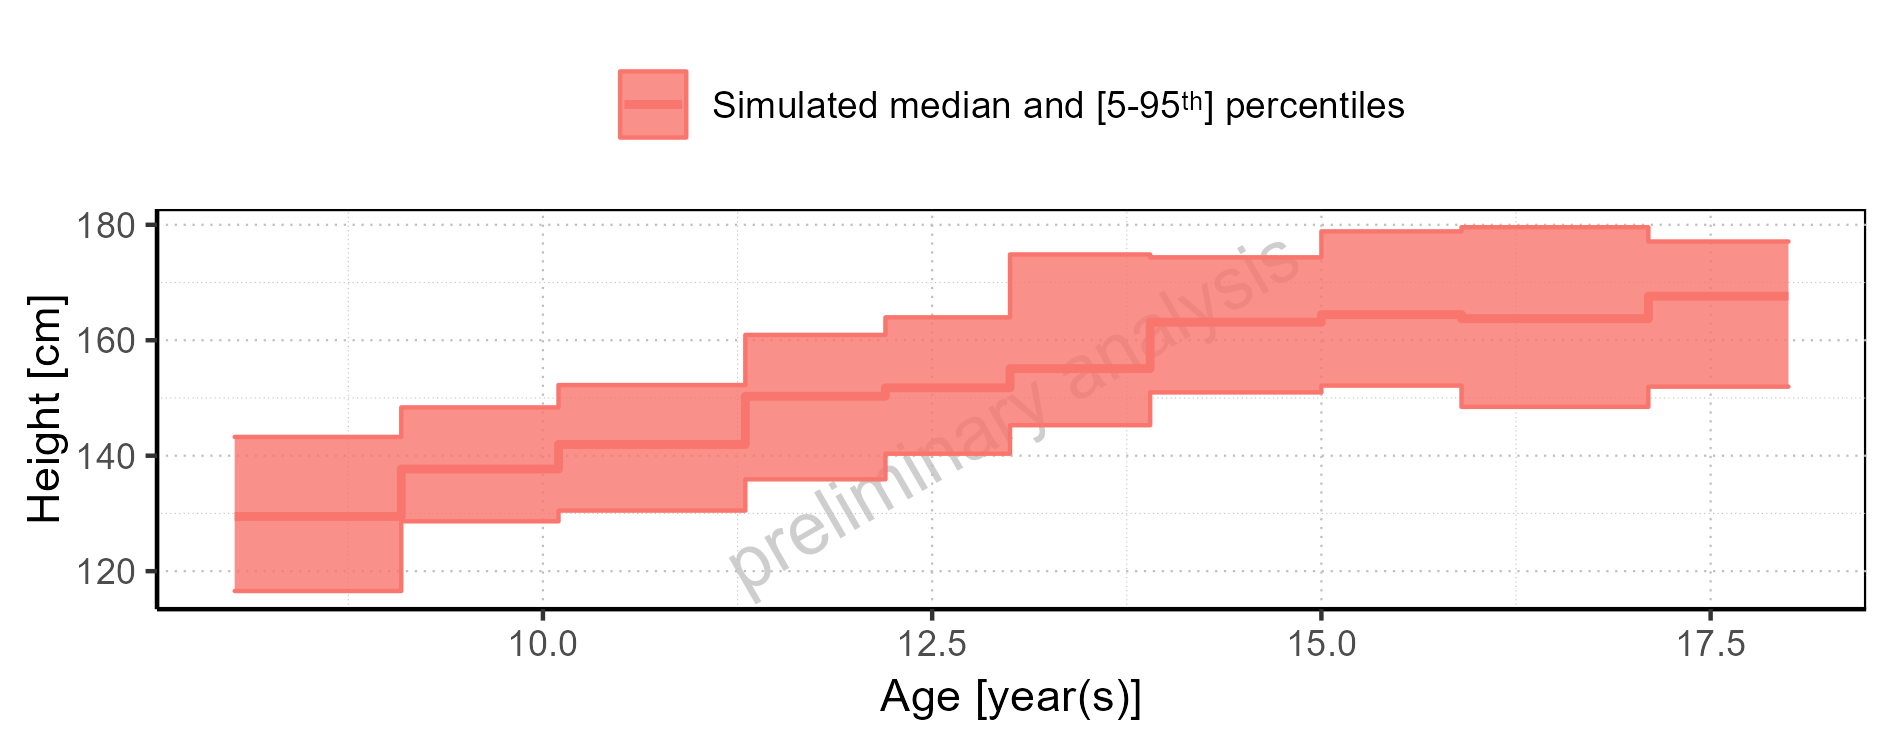 Simulated median and [5-95ᵗʰ] percentiles
180
160
140
120
Height [cm]
preliminary analysis
10.0 12.5 15.0 17.5
Age [year(s)]